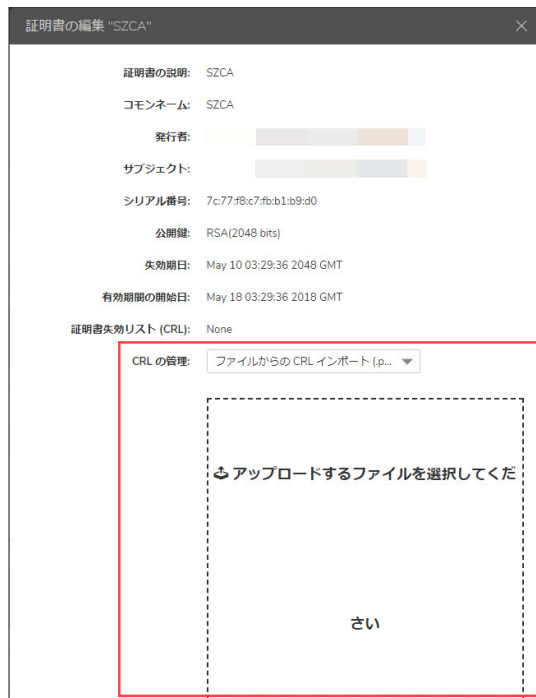 証明書の編集 "SZCA"
証明書の説明: SZCA
コモンネーム: SZCA
発行者:
サブジェクト:
シリアル番号: 7c:77:f8:c7:fb:b1:b9:d0
公開鍵: RSA(2048 bits)
失効期日: May 10 03:29:36 2048 GMT
有効期間の開始日: May 18 03:29:36 2018 GMT
証明書失効リスト (CRL): None
CRL の管理: ファイルからの CRL インポート (.p...
アップロードするファイルを選択してくだ
さい